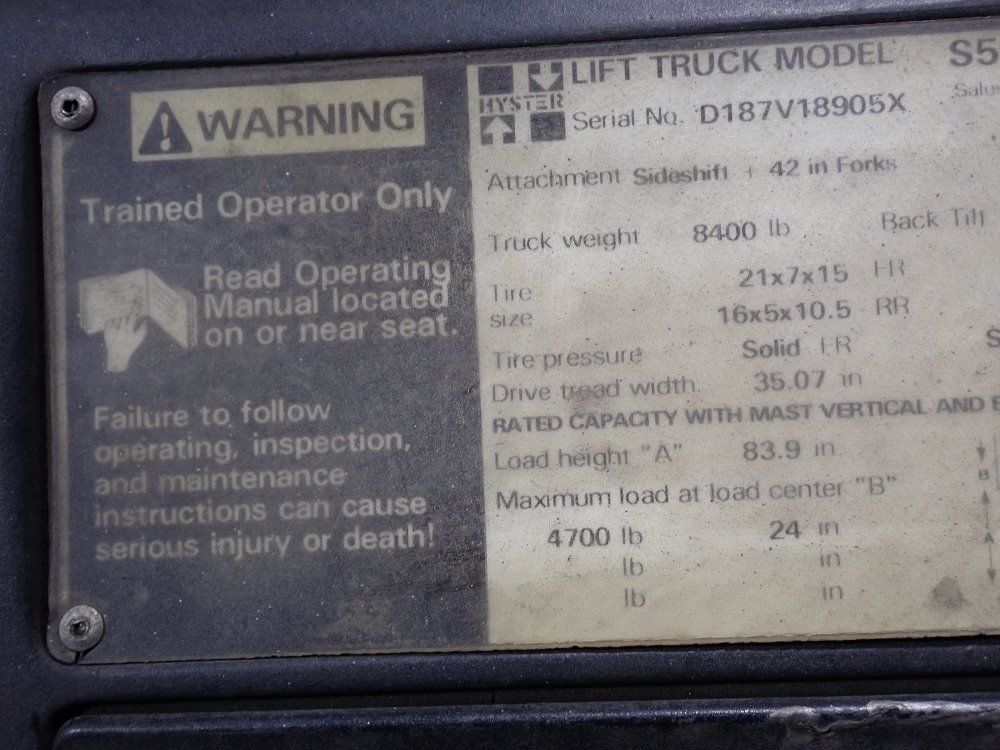 WARNING
Trained Operator Only
Read Operating
Manual located
on or near seat.
Failure to follow
operating, inspection,
and maintenance
instructions can cause
serious injury or death!
HYSTER
LIFT TRUCK MODEL S5
Serial No. D187V18905X
Attachment Sideshift + 42 in Forks
Truck weight 8400 lb Back Tilt
Tire 21x7x15 FR
size 16x5x10.5 RR
Tire pressure Solid FR S
Drive tread width. 35.07 in
RATED CAPACITY WITH MAST VERTICAL AND
Load height "A" 83.9 in
Maximum load at load center "B"
4700 lb 24 in
lb in
lb in
B
A